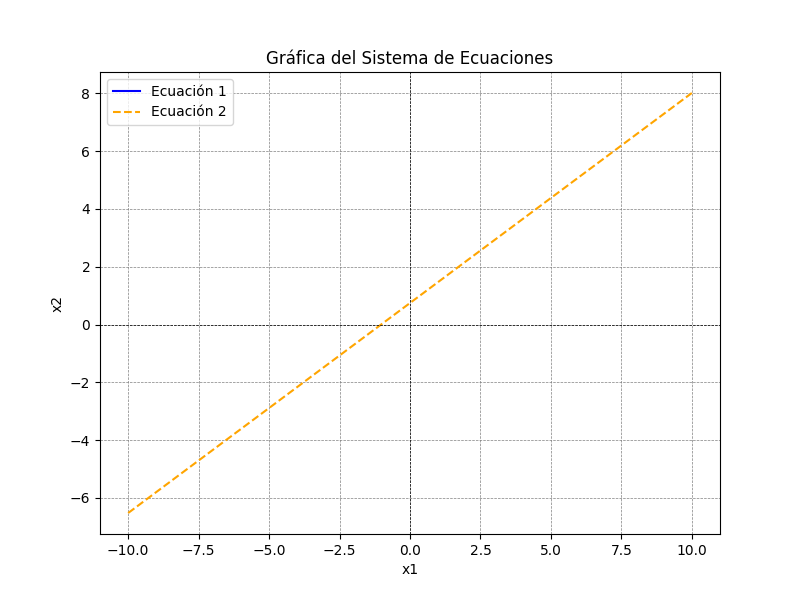 Gráfica del Sistema de Ecuaciones
Ecuación 1
Ecuación 2
8
6
4
2
0
−2
−4
−6
x2
−10.0 −7.5 −5.0 −2.5 0.0 2.5 5.0 7.5 10.0
x1